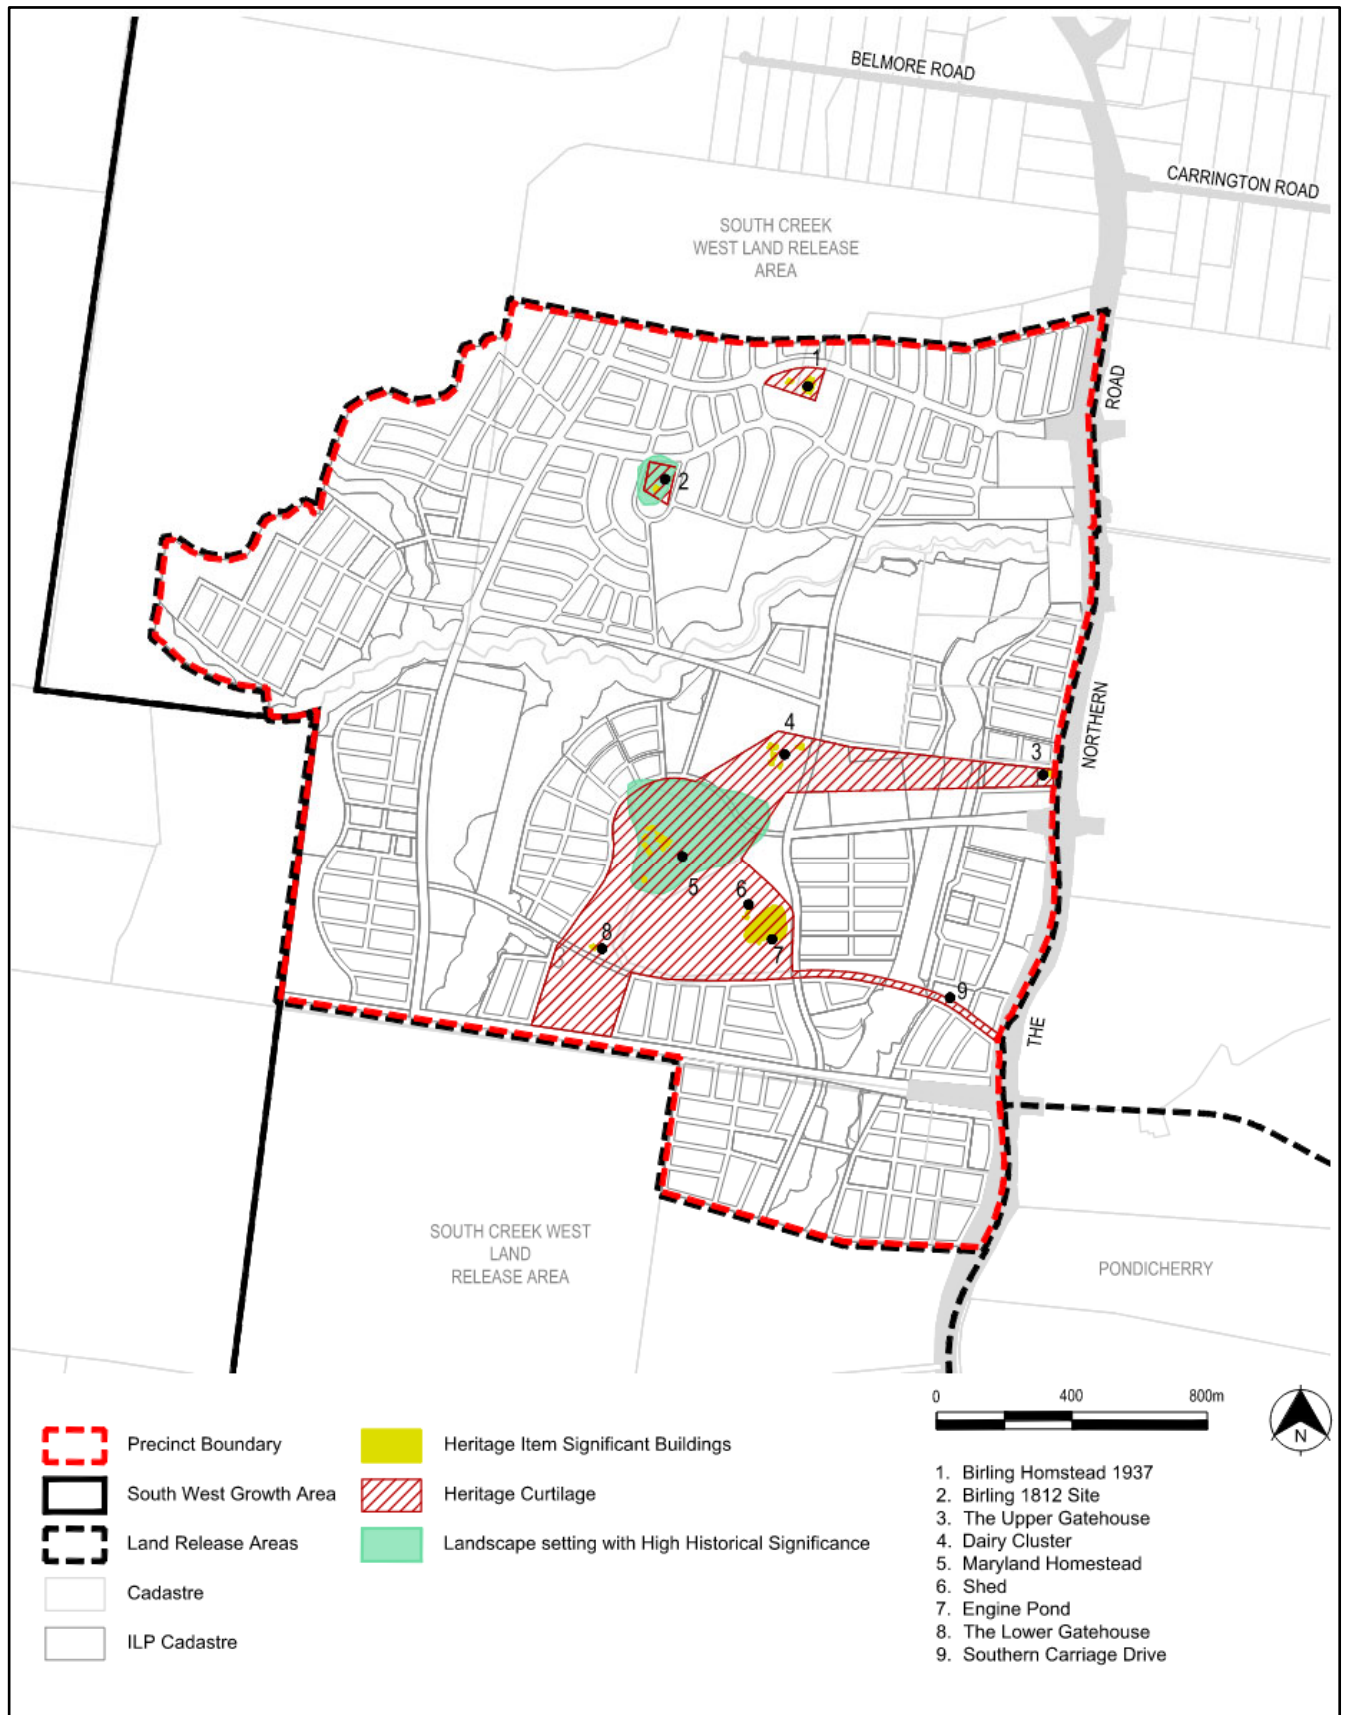 BELMORE ROAD
CARRINGTON ROAD
SOUTH CREEK
WEST LAND RELEASE
AREA
1
ROAD
2
NORTHERN
4
3
5
6
8
7
9
THE
SOUTH CREEK WEST
LAND
RELEASE AREA
PONDICHERRY
0 400 800m
N
Precinct Boundary
South West Growth Area
Land Release Areas
Cadastre
ILP Cadastre
Heritage Item Significant Buildings
Heritage Curtilage
Landscape setting with High Historical Significance
1. Birling Homstead 1937
2. Birling 1812 Site
3. The Upper Gatehouse
4. Dairy Cluster
5. Maryland Homestead
6. Shed
7. Engine Pond
8. The Lower Gatehouse
9. Southern Carriage Drive